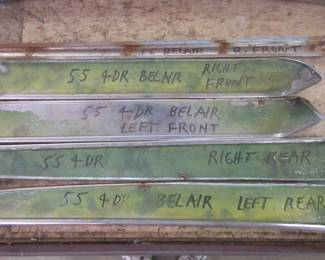 55 BELAIR R. FRONT
55 4DR BELAIR RIGHT
FRONT
55 4DR BELAIR
LEFT FRONT
55 4DR RIGHT REAR
55 4DR BELAIR LEFT REAR